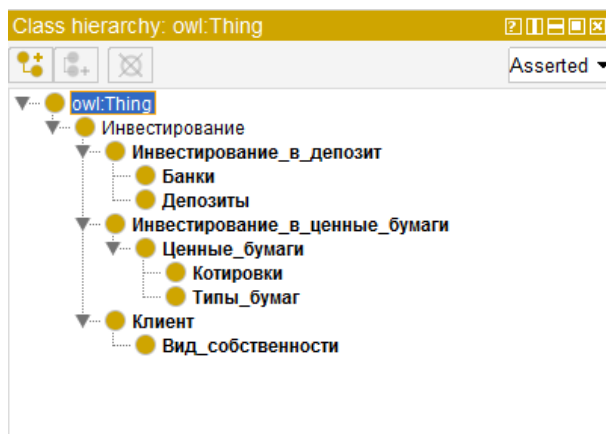 Class hierarchy: owl:Thing
Asserted
owl:Thing
Инвестирование
Инвестирование_в_депозит
Банки
Депозиты
Инвестирование_в_ценные_бумаги
Ценные_бумаги
Котировки
Типы_бумаг
Клиент
Вид_собственности